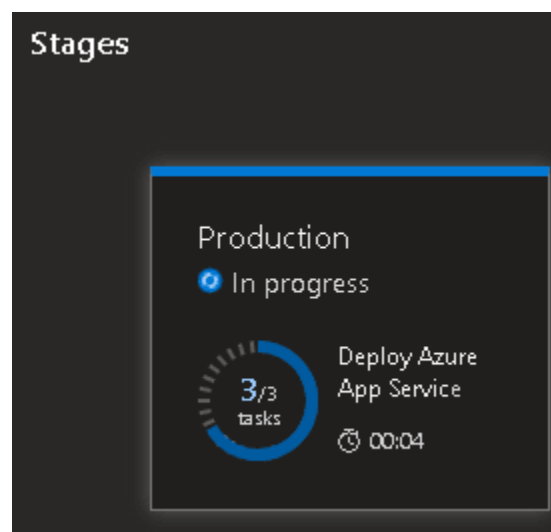 Stages
Production
In progress
3/3
tasks
Deploy Azure
App Service
00:04